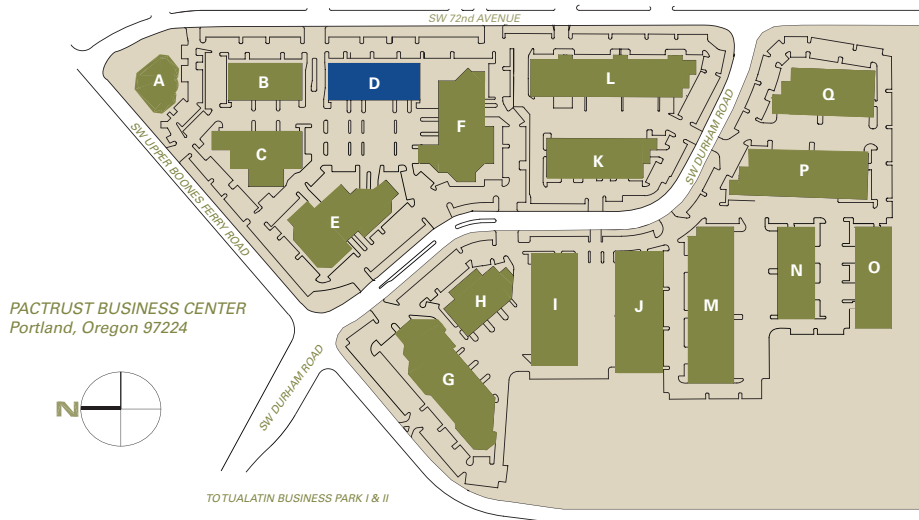 SW 72nd AVENUE
A
B
D
L
Q
F
C
K
P
SW DURHAM ROAD
SW UPPER BOONES FERRY ROAD
E
N
O
H
I
J
M
PACTRUST BUSINESS CENTER
Portland, Oregon 97224
G
N
SW DURHAM ROAD
TO TUALATIN BUSINESS PARK I & II